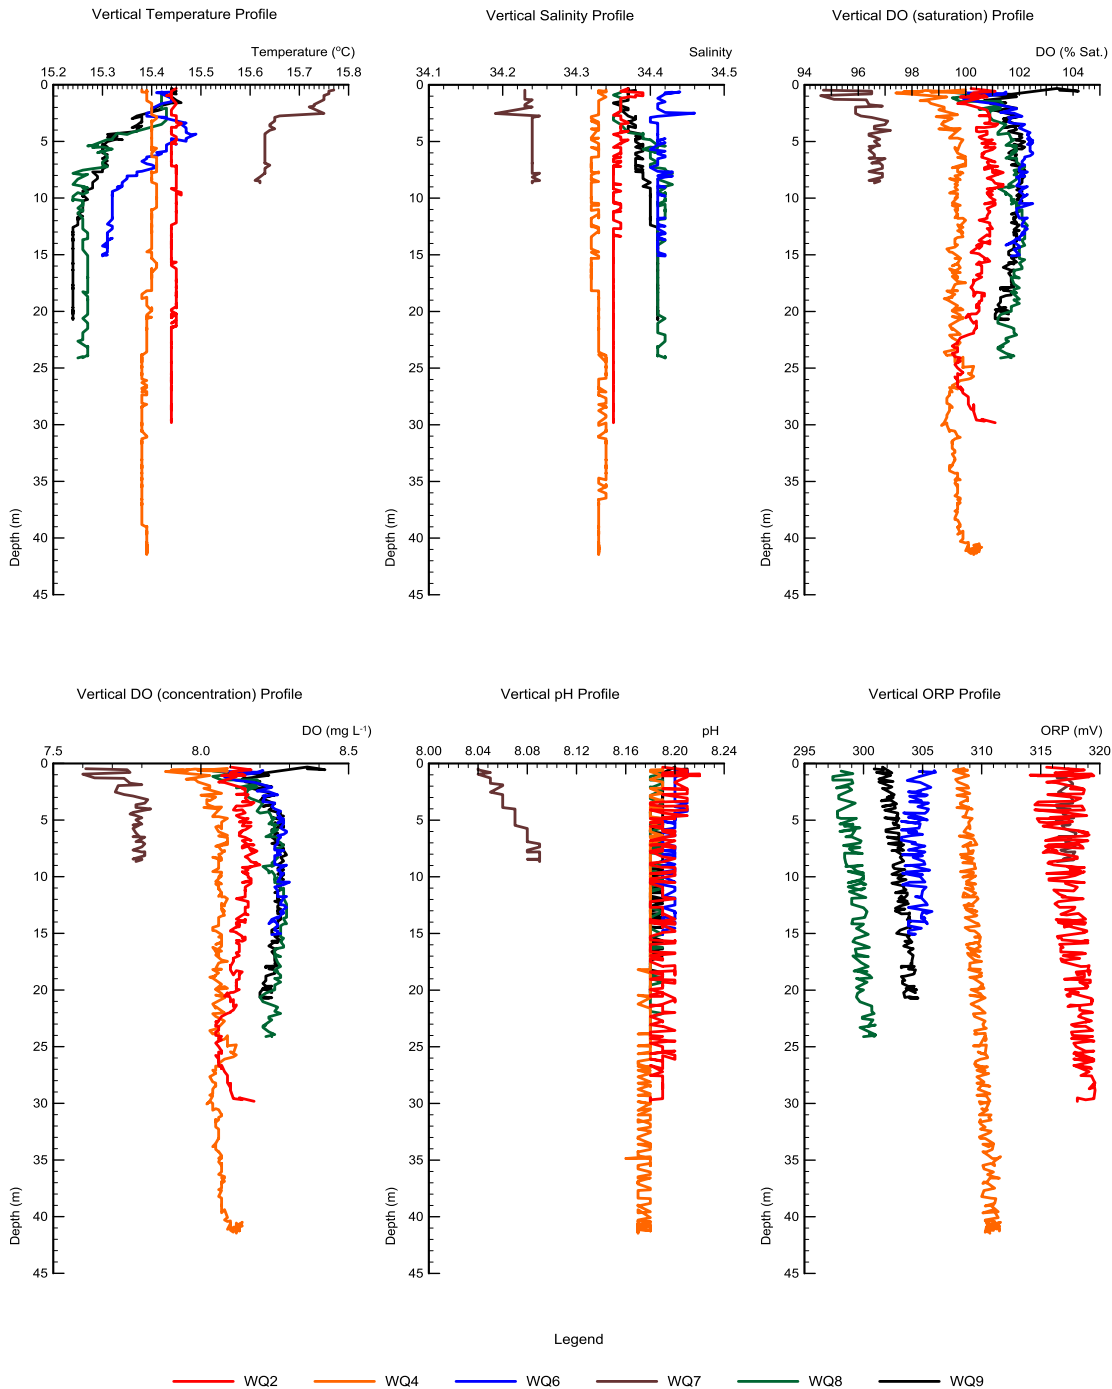 Vertical Temperature Profile
Vertical Salinity Profile
Vertical DO (saturation) Profile
Temperature (°C)
Salinity
DO (% Sat.)
15.2 15.3 15.4 15.5 15.6 15.7 15.8
34.1 34.2 34.3 34.4 34.5
94 96 98 100 102 104
0 0 0
5 5 5
10 10 10
15 15 15
20 20 20
25 25 25
30 30 30
35 35 35
40 40 40
45 45 45
Depth (m) Depth (m) Depth (m)
Vertical DO (concentration) Profile
Vertical pH Profile
Vertical ORP Profile
DO (mg L-1)
pH
ORP (mV)
7.5 8.0 8.5
8.00 8.04 8.08 8.12 8.16 8.20 8.24
295 300 305 310 315 320
0 0 0
5 5 5
10 10 10
15 15 15
20 20 20
25 25 25
30 30 30
35 35 35
40 40 40
45 45 45
Depth (m) Depth (m) Depth (m)
Legend
WQ2 WQ4 WQ6 WQ7 WQ8 WQ9